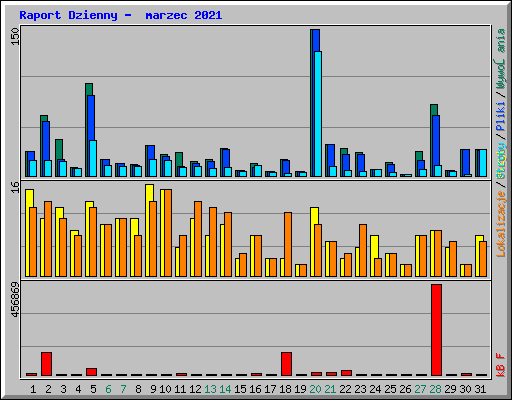 Raport Dzienny - marzec 2021
150
16
456869
Lokalizacje / Strony / Pliki /
kB F
1 2 3 4 5 6 7 8 9 10 11 12 13 14 15 16 17 18 19 20 21 22 23 24 25 26 27 28 29 30 31